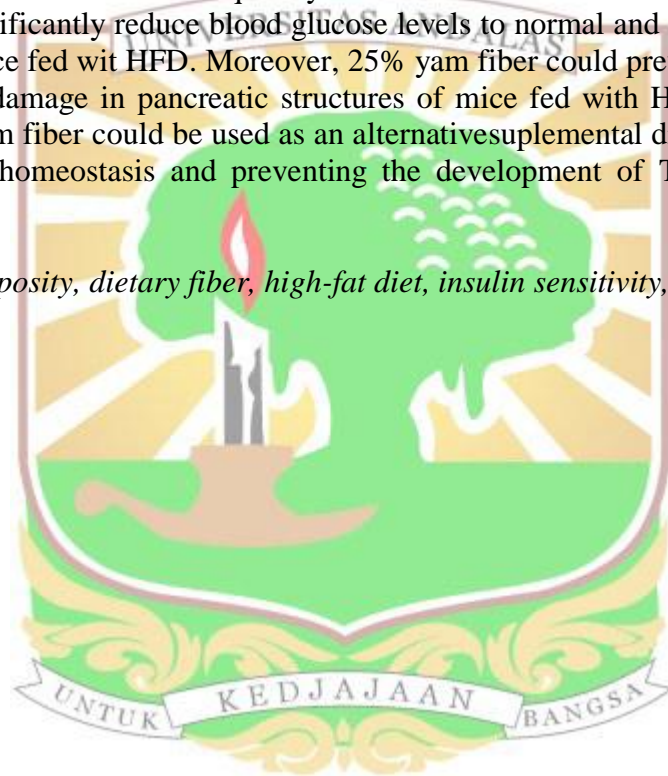 ificantly reduce blood glucose levels to normal and
ce fed wit HFD. Moreover, 25% yam fiber could pre
damage in pancreatic structures of mice fed with H
m fiber could be used as an alternativesuplemental d
homeostasis and preventing the development of T
posity, dietary fiber, high-fat diet, insulin sensitivity,
UNIVERSITAS ANDALAS
UNTUK KEDJAJAAN BANGSA